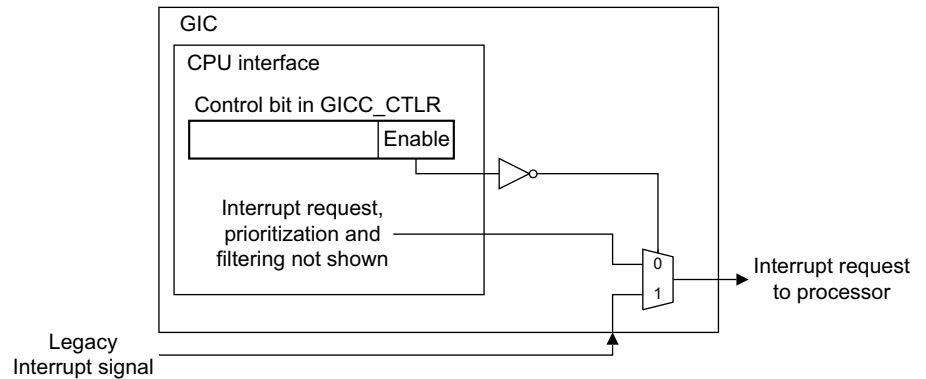 GIC
CPU interface
Control bit in GICC_CTLR
Enable
Interrupt request,
prioritization and
filtering not shown
0
1
Interrupt request
to processor
Legacy
Interrupt signal